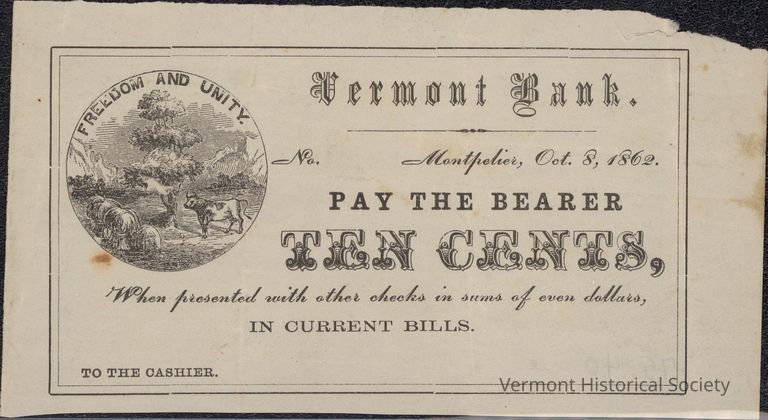 FREEDOM AND UNITY.
Vermont Bank.
No. Montpelier, Oct. 8, 1862.
PAY THE BEARER
TEN CENTS,
When presented with other checks in sums of even dollars,
IN CURRENT BILLS.
TO THE CASHIER.
Vermont Historical Society